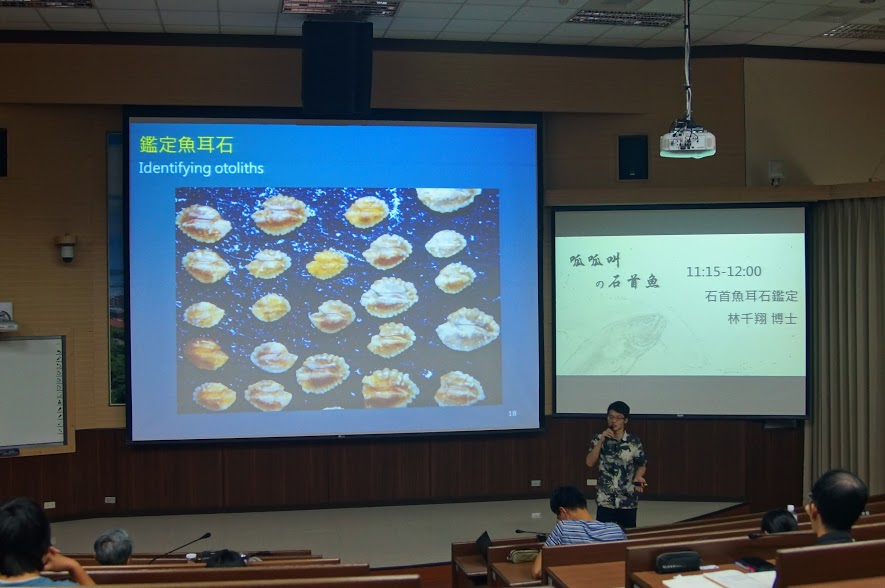 鑑定魚耳石
Identifying otoliths
18
呱呱叫
の石首魚
11:15-12:00
石首魚耳石鑑定
林千翔 博士